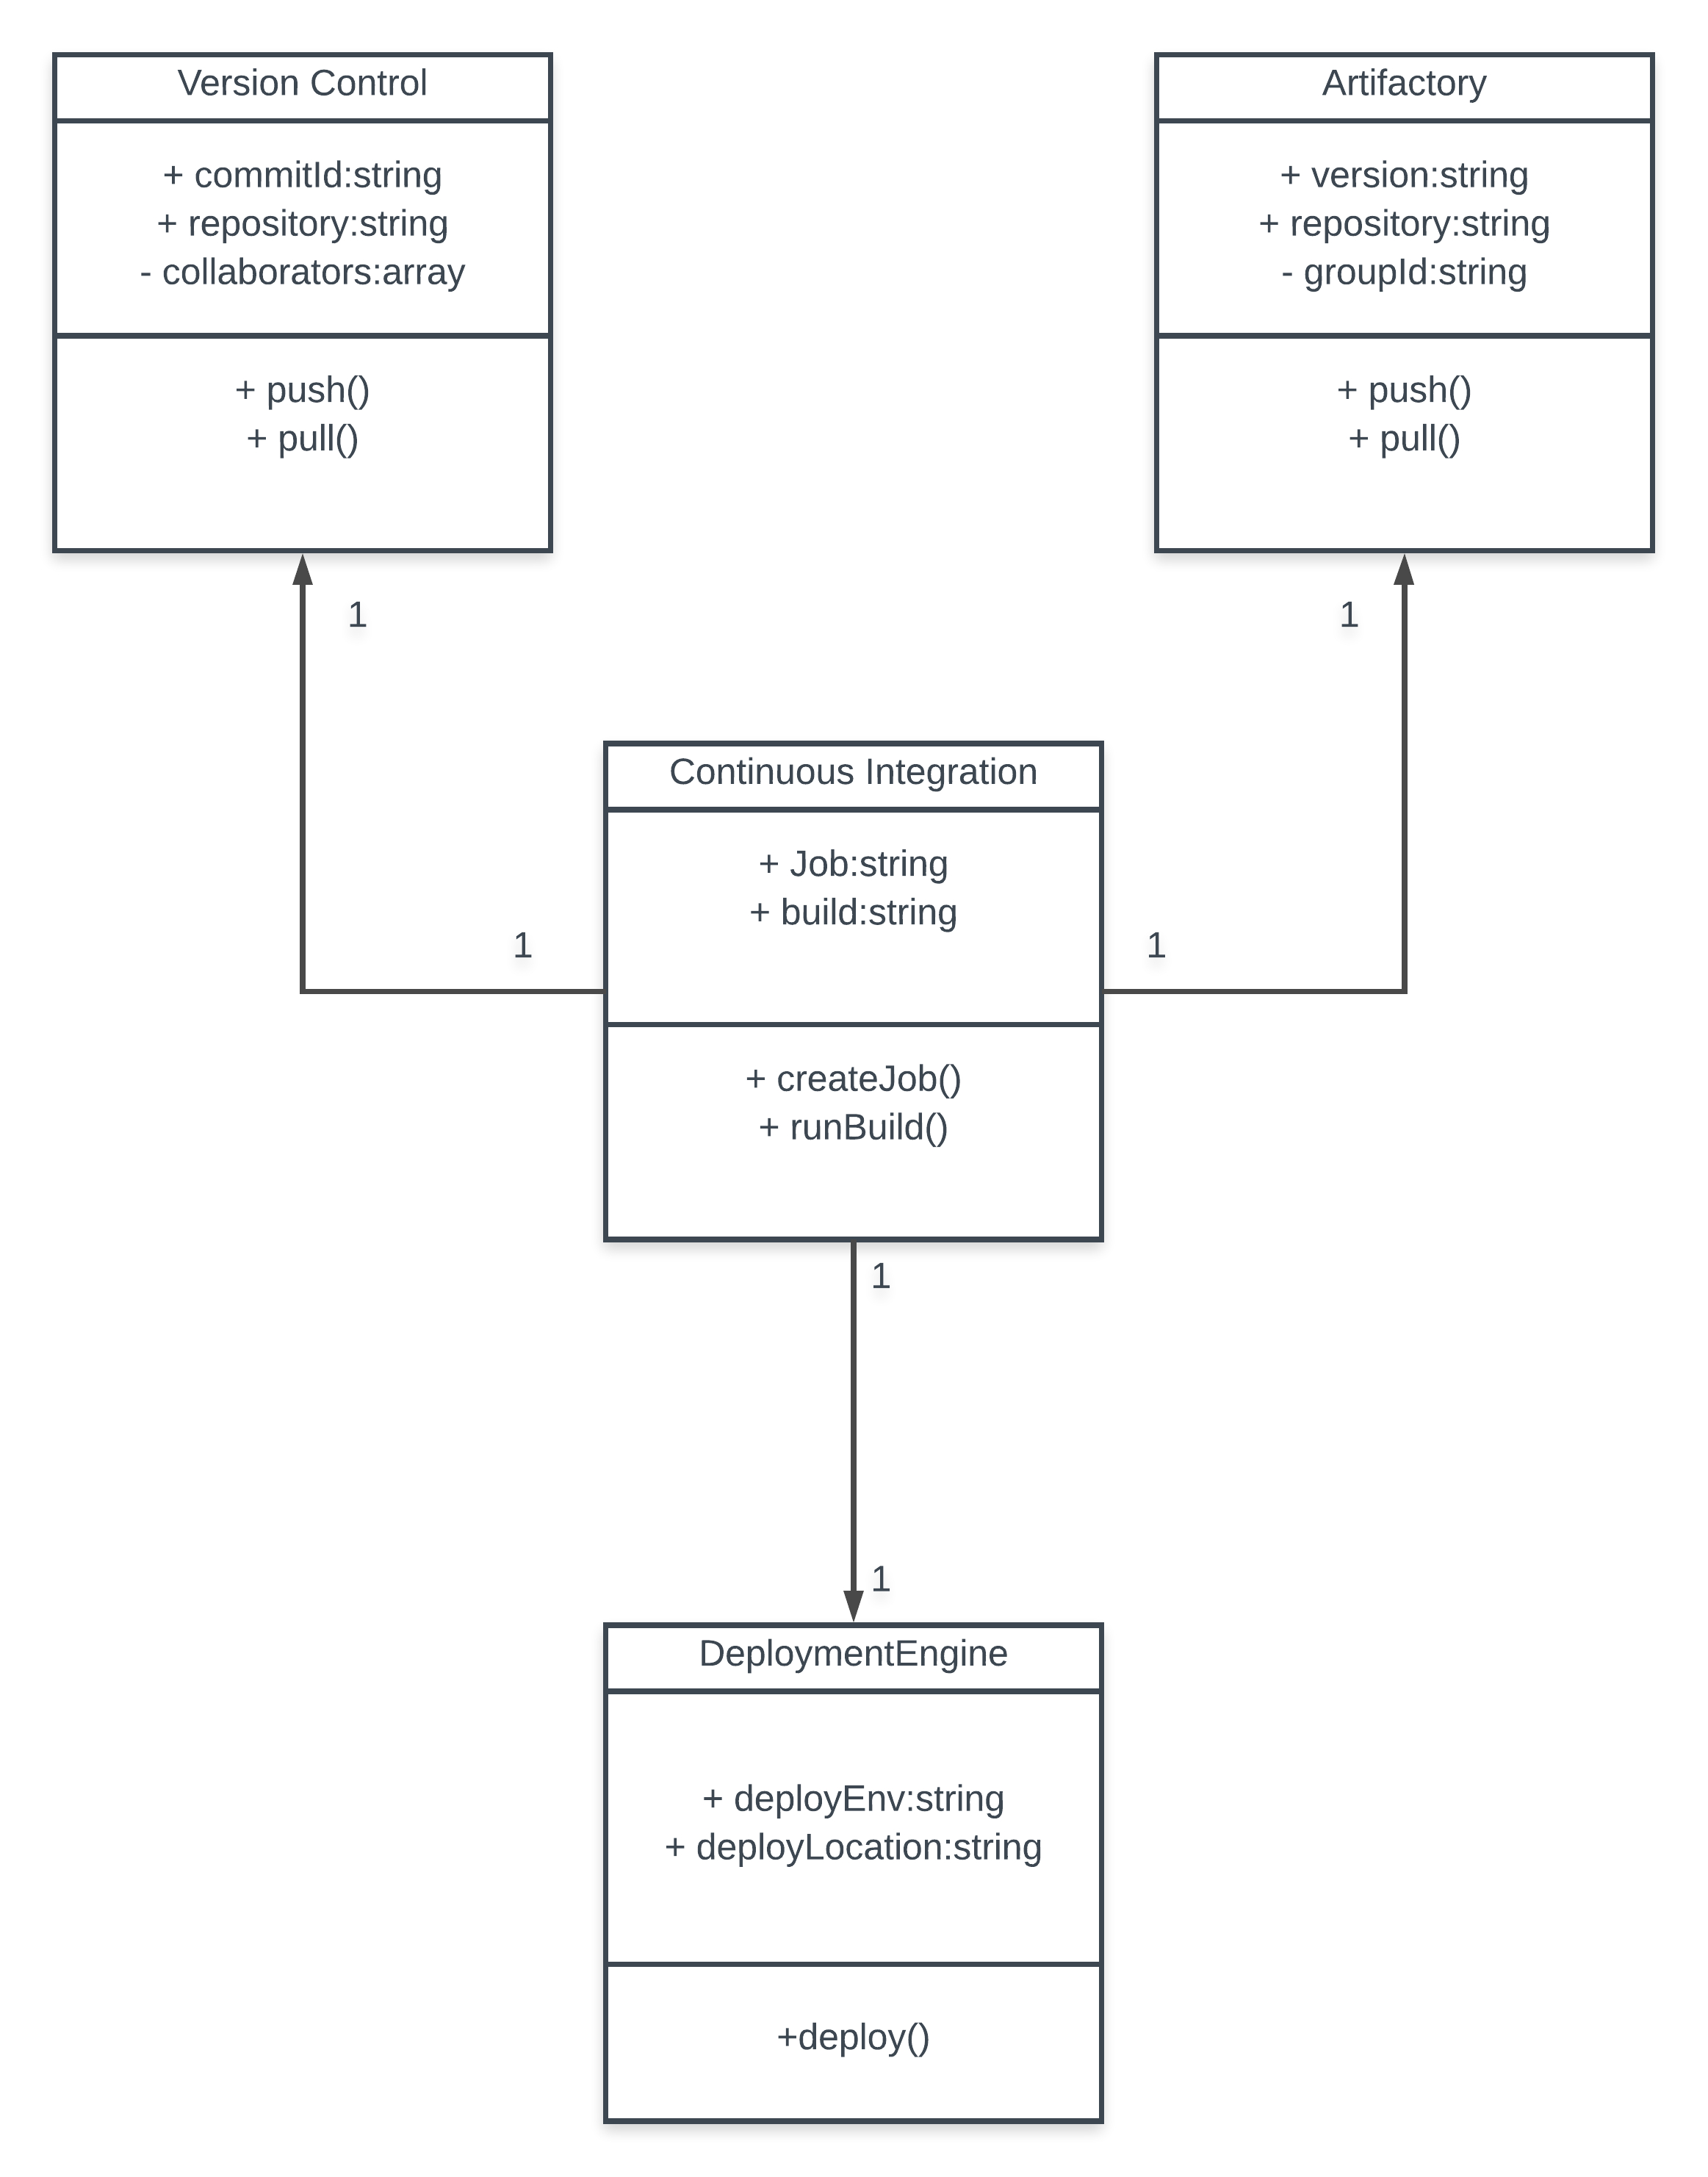 Version Control
+ commitId:string
+ repository:string
- collaborators:array
+ push()
+ pull()
Artifactory
+ version:string
+ repository:string
- groupId:string
+ push()
+ pull()
1
1
Continuous Integration
+ Job:string
+ build:string
1
1
+ createJob()
+ runBuild()
1
1
DeploymentEngine
+ deployEnv:string
+ deployLocation:string
+deploy()